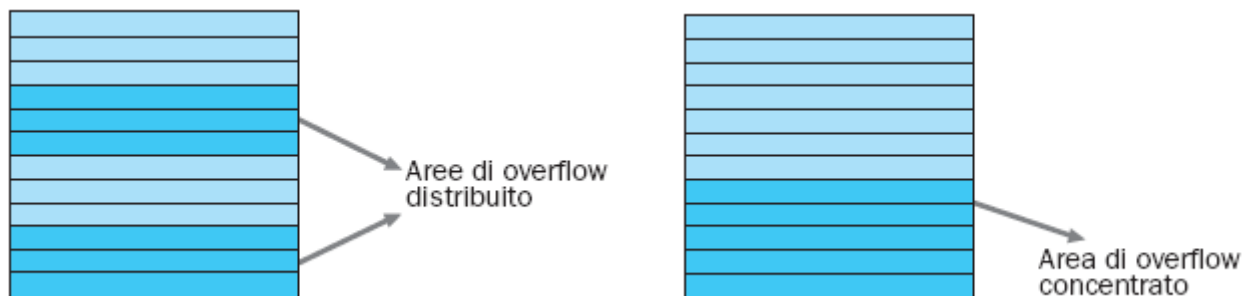 Aree di overflow
distribuito
Area di overflow
concentrato